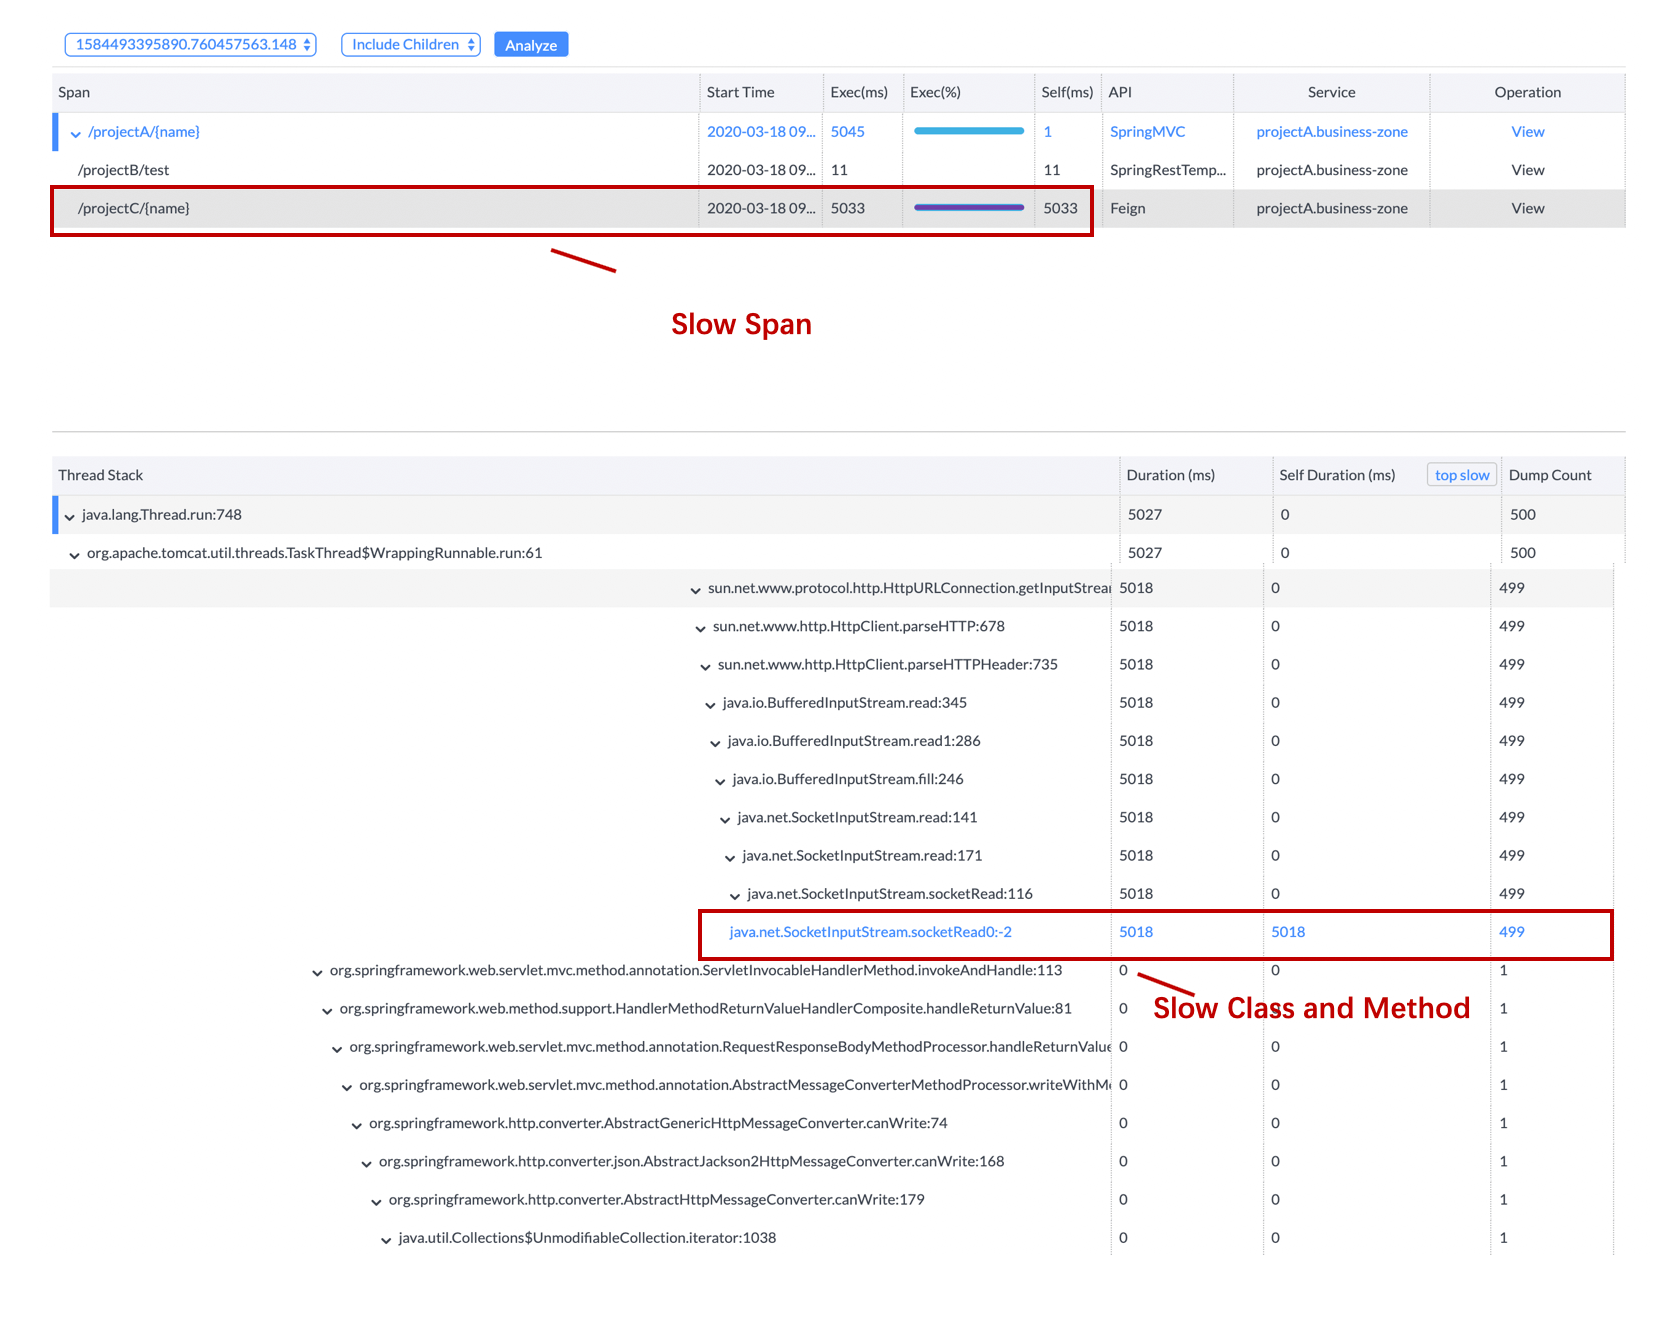 1584493395890.760457563.148 Include Children Analyze
Span Start Time Exec(ms) Exec(%) Self(ms) API Service Operation
/projectA/{name} 2020-03-18 09... 5045 1 SpringMVC projectA.business-zone View
/projectB/test 2020-03-18 09... 11 11 SpringRestTemp... projectA.business-zone View
/projectC/{name} 2020-03-18 09... 5033 5033 Feign projectA.business-zone View
Slow Span
Thread Stack Duration (ms) Self Duration (ms) top slow Dump Count
java.lang.Thread.run:748 5027 0 500
org.apache.tomcat.util.threads.TaskThread$WrappingRunnable.run:61 5027 0 500
sun.net.www.protocol.http.HttpURLConnection.getInputStrea 5018 0 499
sun.net.www.http.HttpClient.parseHTTP:678 5018 0 499
sun.net.www.http.HttpClient.parseHTTPHeader:735 5018 0 499
java.io.BufferedInputStream.read:345 5018 0 499
java.io.BufferedInputStream.read1:286 5018 0 499
java.io.BufferedInputStream.fill:246 5018 0 499
java.net.SocketInputStream.read:141 5018 0 499
java.net.SocketInputStream.read:171 5018 0 499
java.net.SocketInputStream.socketRead:116 5018 0 499
java.net.SocketInputStream.socketRead0:-2 5018 5018 499
org.springframework.web.servlet.mvc.method.annotation.ServletInvocableHandlerMethod.invokeAndHandle:113 0 0 1
Slow Class and Method
org.springframework.web.method.support.HandlerMethodReturnValueHandlerComposite.handleReturnValue:81 0 0 1
org.springframework.web.servlet.mvc.method.annotation.RequestResponseBodyMethodProcessor.handleReturnValue 0 0 1
org.springframework.web.servlet.mvc.method.annotation.AbstractMessageConverterMethodProcessor.writeWithM 0 0 1
org.springframework.http.converter.AbstractGenericHttpMessageConverter.canWrite:74 0 0 1
org.springframework.http.converter.json.AbstractJackson2HttpMessageConverter.canWrite:168 0 0 1
org.springframework.http.converter.AbstractHttpMessageConverter.canWrite:179 0 0 1
java.util.Collections$UnmodifiableCollection.iterator:1038 0 0 1